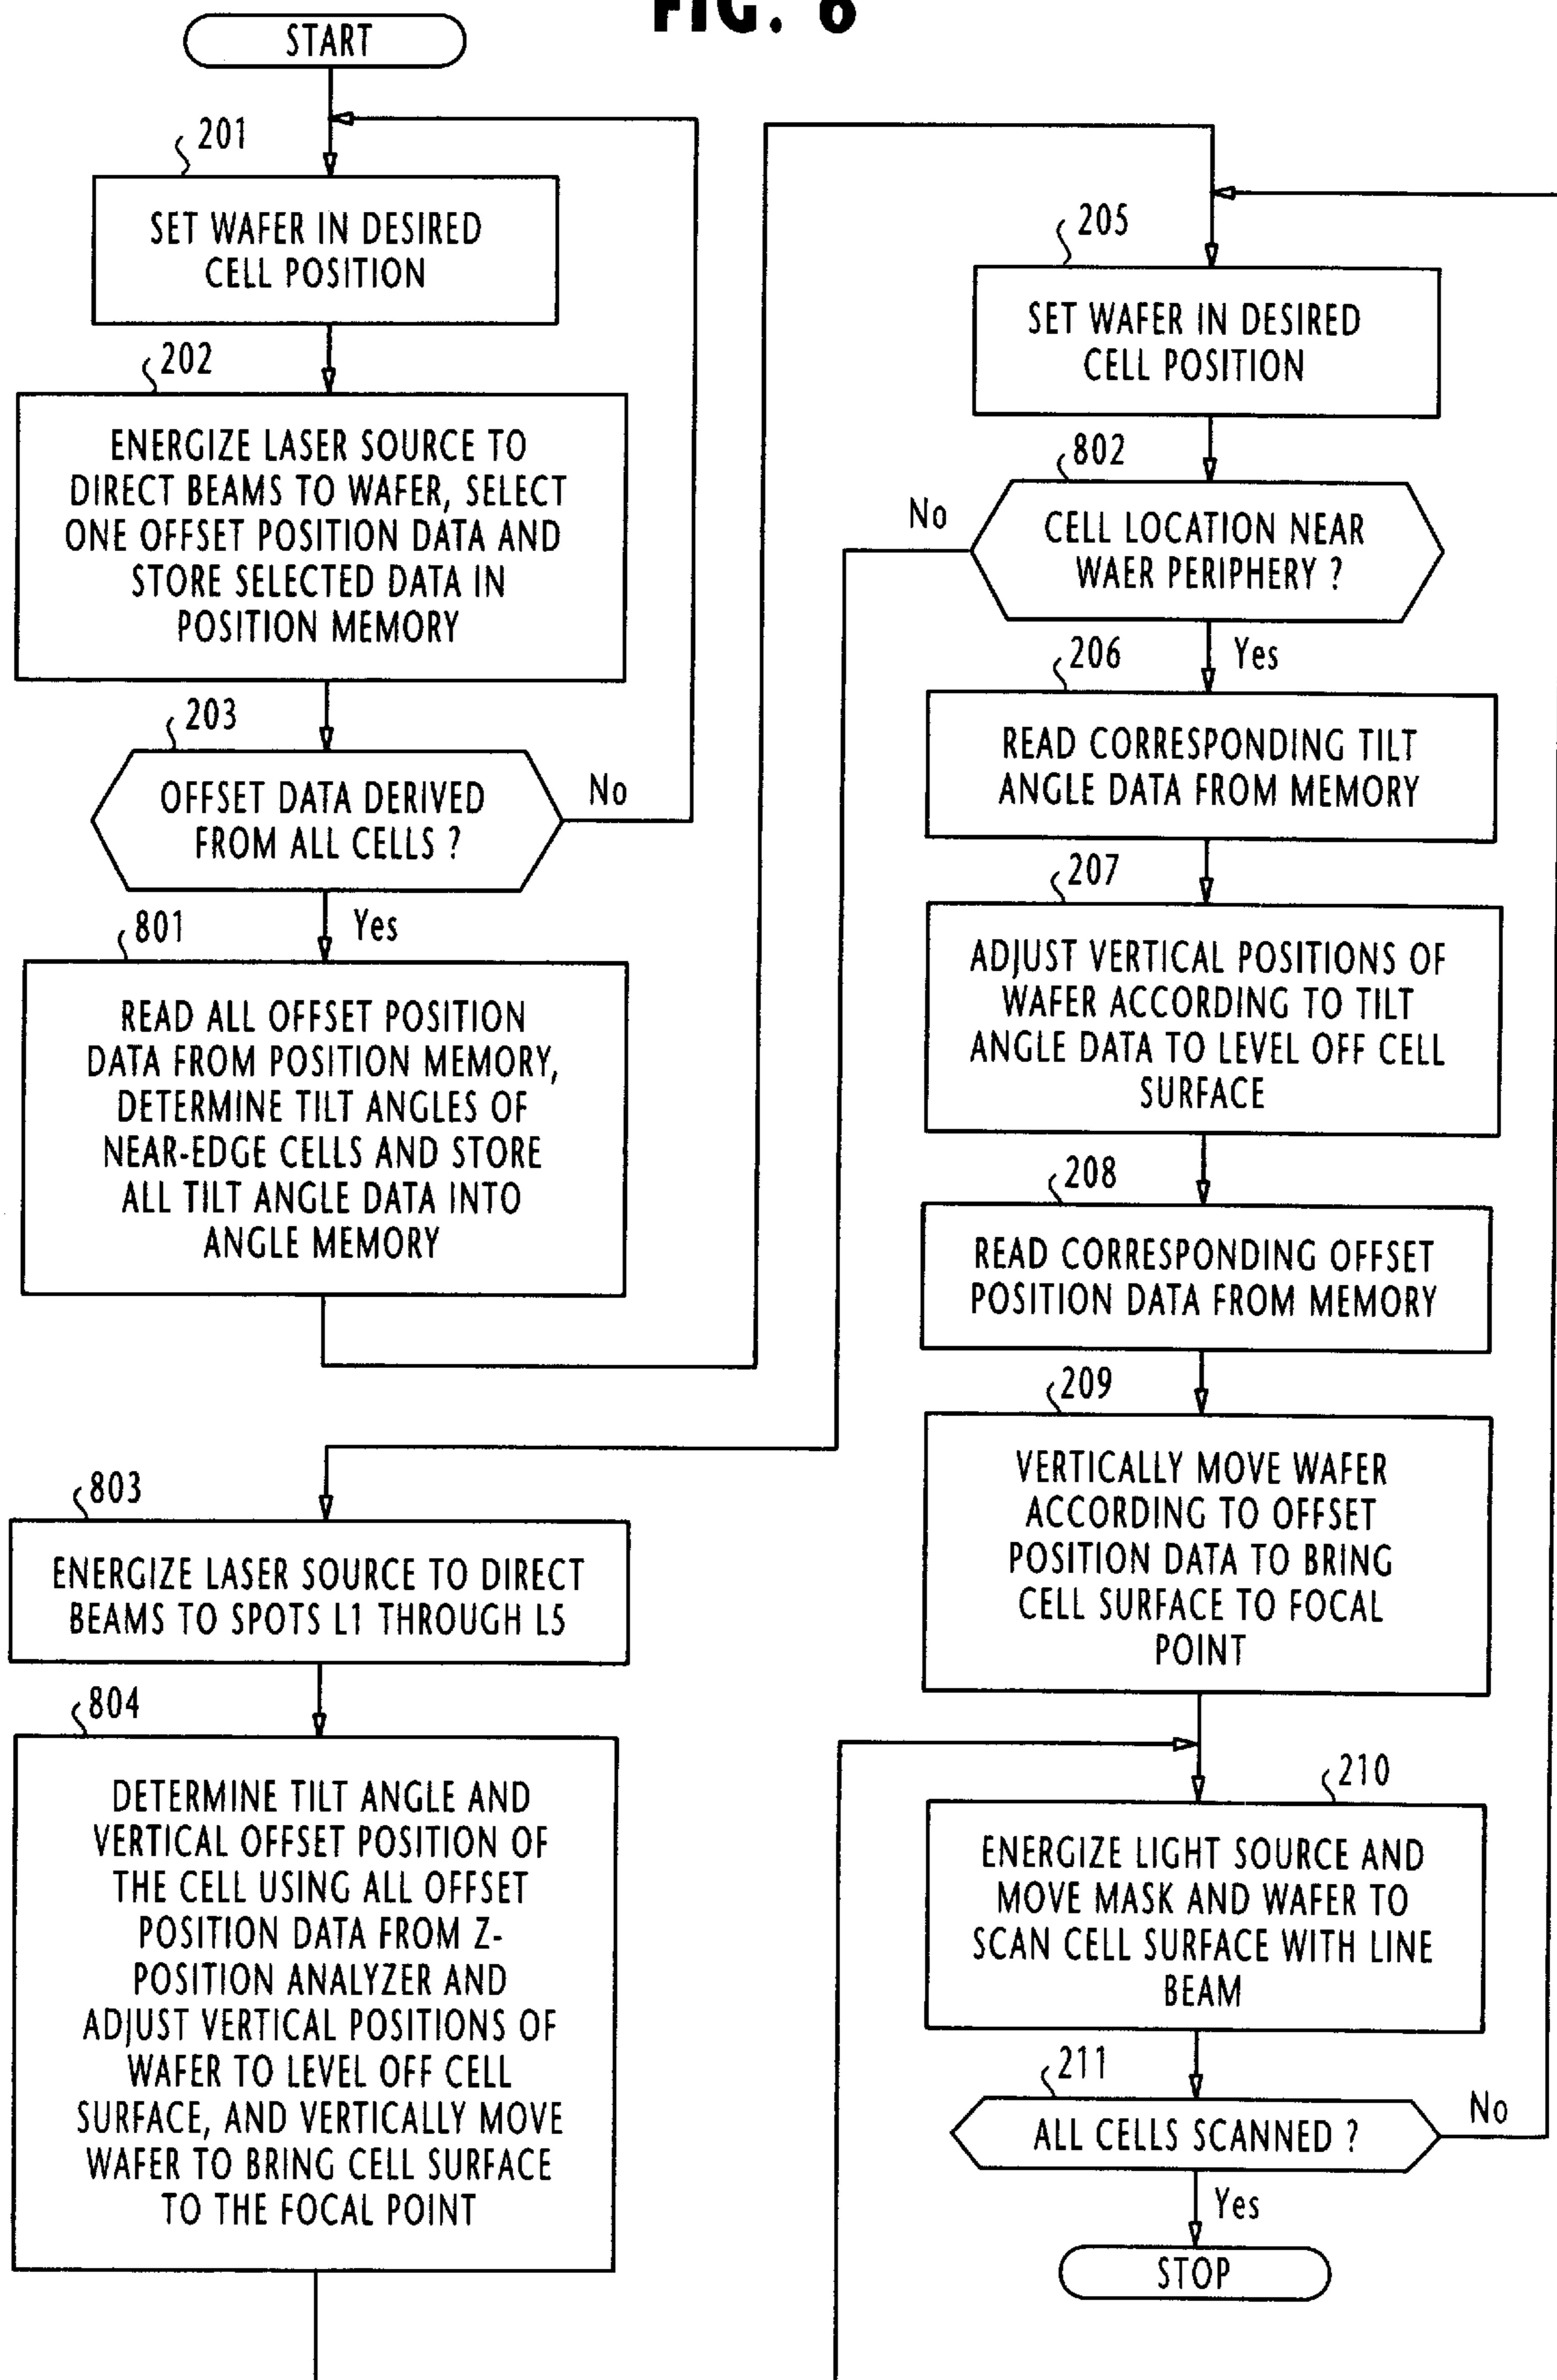 FIG. 8
START
201
SET WAFER IN DESIRED
CELL POSITION
202
ENERGIZE LASER SOURCE TO
DIRECT BEAMS TO WAFER, SELECT
ONE OFFSET POSITION DATA AND
STORE SELECTED DATA IN
POSITION MEMORY
203
OFFSET DATA DERIVED
FROM ALL CELLS ?
No
Yes
801
READ ALL OFFSET POSITION
DATA FROM POSITION MEMORY,
DETERMINE TILT ANGLES OF
NEAR-EDGE CELLS AND STORE
ALL TILT ANGLE DATA INTO
ANGLE MEMORY
803
ENERGIZE LASER SOURCE TO DIRECT
BEAMS TO SPOTS L1 THROUGH L5
804
DETERMINE TILT ANGLE AND
VERTICAL OFFSET POSITION OF
THE CELL USING ALL OFFSET
POSITION DATA FROM Z-
POSITION ANALYZER AND
ADJUST VERTICAL POSITIONS OF
WAFER TO LEVEL OFF CELL
SURFACE, AND VERTICALLY MOVE
WAFER TO BRING CELL SURFACE
TO THE FOCAL POINT
205
SET WAFER IN DESIRED
CELL POSITION
802
No
CELL LOCATION NEAR
WAER PERIPHERY ?
Yes
206
READ CORRESPONDING TILT
ANGLE DATA FROM MEMORY
207
ADJUST VERTICAL POSITIONS OF
WAFER ACCORDING TO TILT
ANGLE DATA TO LEVEL OFF CELL
SURFACE
208
READ CORRESPONDING OFFSET
POSITION DATA FROM MEMORY
209
VERTICALLY MOVE WAFER
ACCORDING TO OFFSET
POSITION DATA TO BRING
CELL SURFACE TO FOCAL
POINT
210
ENERGIZE LIGHT SOURCE AND
MOVE MASK AND WAFER TO
SCAN CELL SURFACE WITH LINE
BEAM
211
ALL CELLS SCANNED ?
No
Yes
STOP